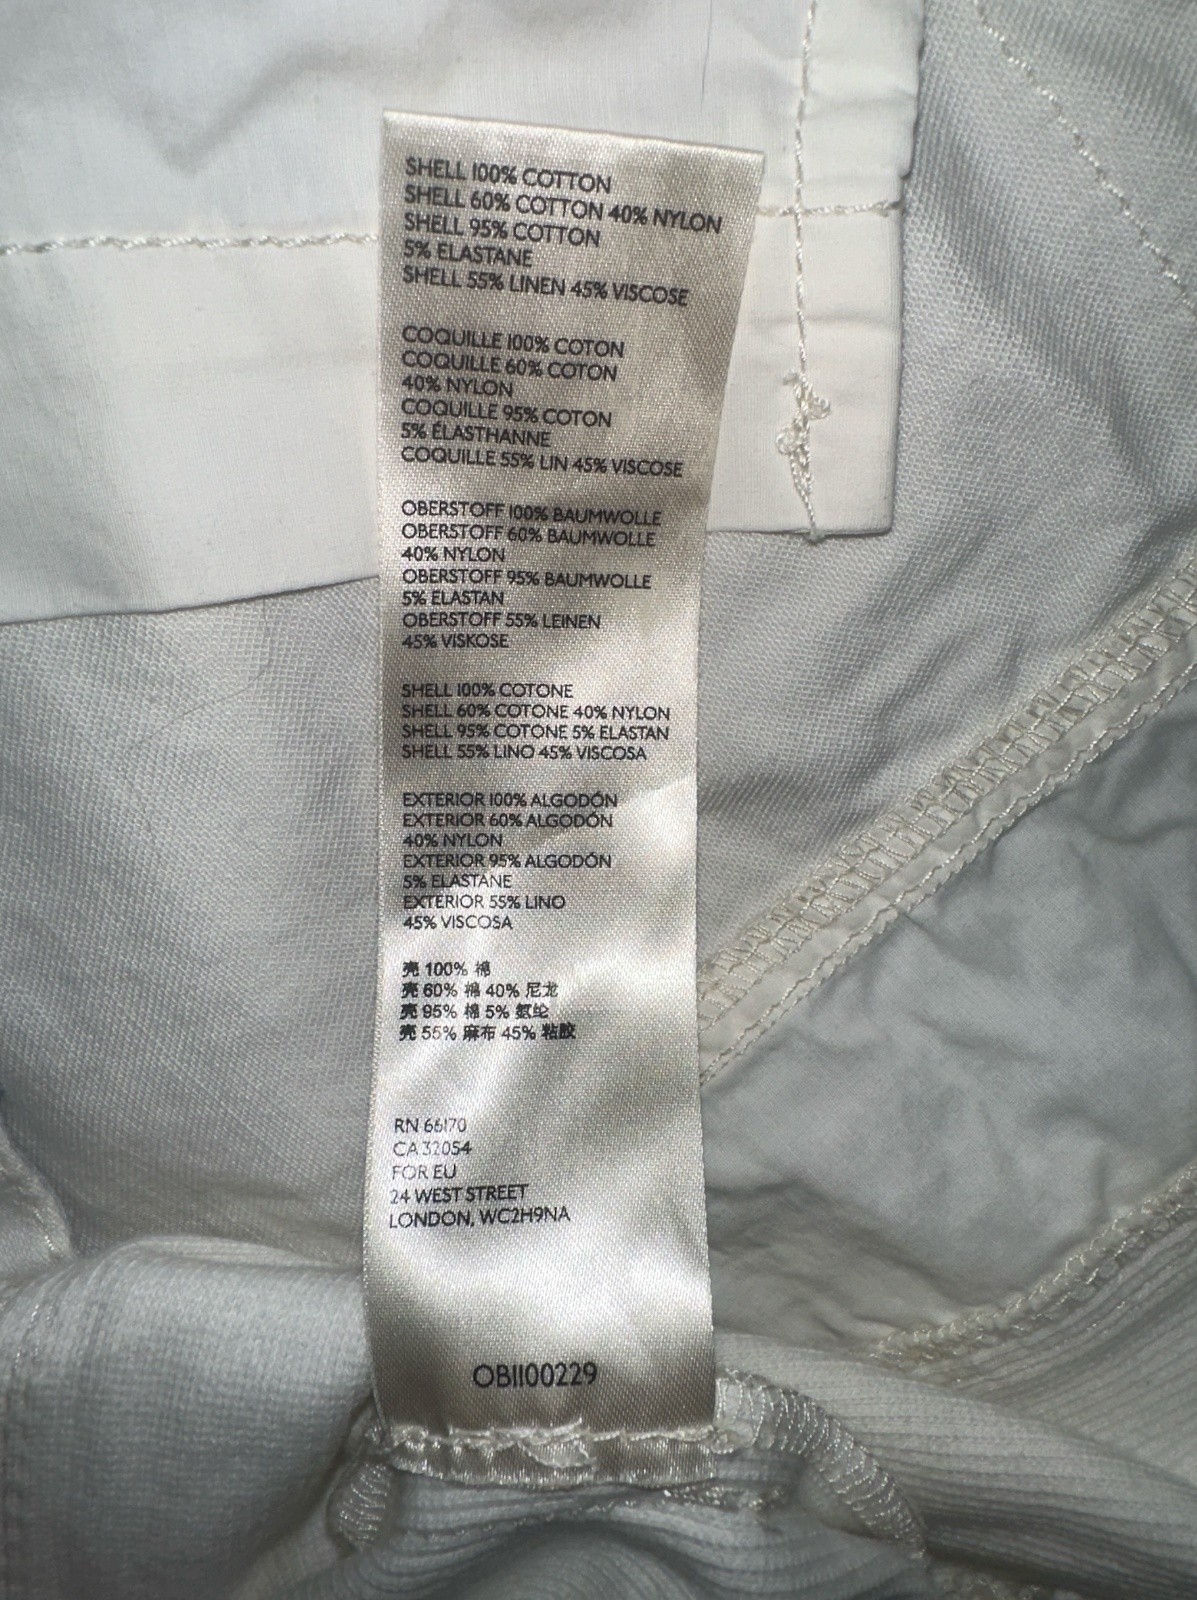 SHELL 100% COTTON
SHELL 60% COTTON 40% NYLON
SHELL 95% COTTON
5% ELASTANE
SHELL 55% LINEN 45% VISCOSE
COQUILLE 100% COTON
COQUILLE 60% COTON
40% NYLON
COQUILLE 95% COTON
5% ÉLASTHANNE
COQUILLE 55% LIN 45% VISCOSE
OBERSTOFF 100% BAUMWOLLE
OBERSTOFF 60% BAUMWOLLE
40% NYLON
OBERSTOFF 95% BAUMWOLLE
5% ELASTAN
OBERSTOFF 55% LEINEN
45% VISKOSE
SHELL 100% COTONE
SHELL 60% COTONE 40% NYLON
SHELL 95% COTONE 5% ELASTAN
SHELL 55% LINO 45% VISCOSA
EXTERIOR 100% ALGODÓN
EXTERIOR 60% ALGODÓN
40% NYLON
EXTERIOR 95% ALGODÓN
5% ELASTANE
EXTERIOR 55% LINO
45% VISCOSA
壳 100% 棉
壳 60% 棉 40% 尼龙
壳 95% 棉 5% 氨纶
壳 55% 麻布 45% 粘胶
RN 66170
CA 32054
FOR EU
24 WEST STREET
LONDON, WC2H9NA
OB1100229